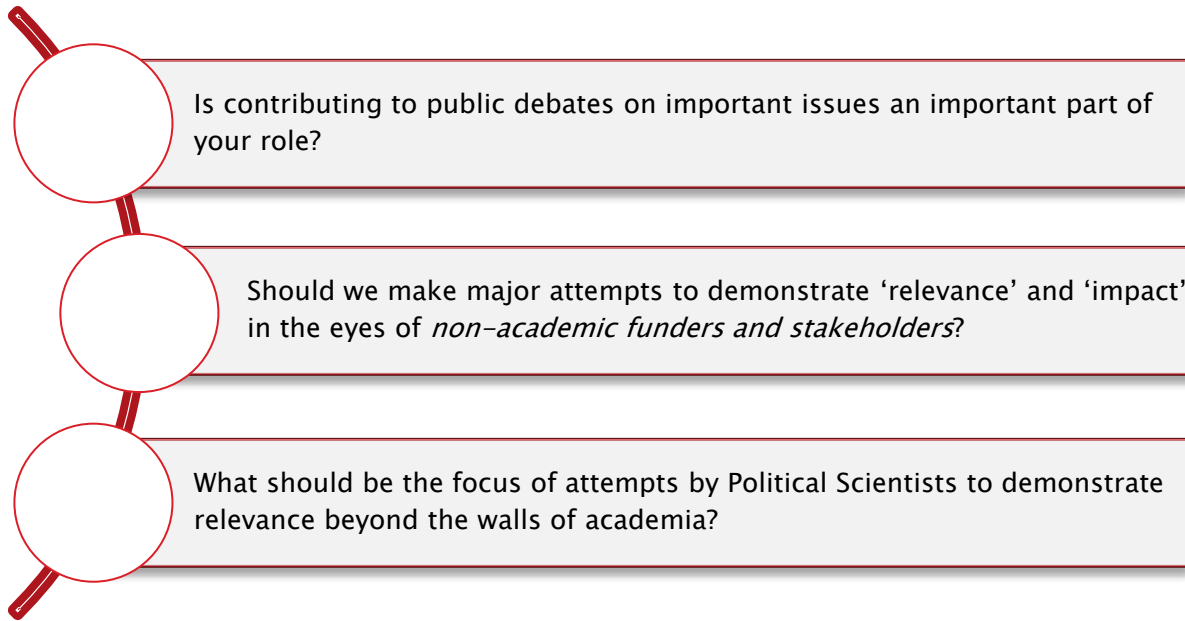 Is contributing to public debates on important issues an important part of
your role?
Should we make major attempts to demonstrate ‘relevance’ and ‘impact’
in the eyes of non-academic funders and stakeholders?
What should be the focus of attempts by Political Scientists to demonstrate
relevance beyond the walls of academia?